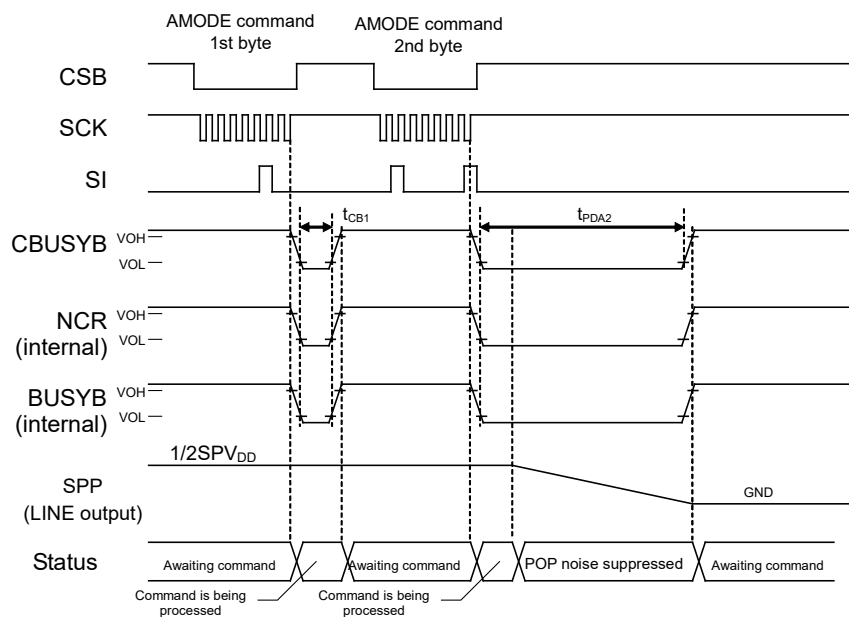 AMODE command
1st byte
AMODE command
2nd byte
CSB
SCK
SI
tCB1
tPDA2
CBUSYB
VOH
VOL
NCR
(internal)
VOH
VOL
BUSYB
(internal)
VOH
VOL
1/2SPVDD
SPP
(LINE output)
GND
Status
Awaiting command
Awaiting command
POP noise suppressed
Awaiting command
Command is being
processed
Command is being
processed